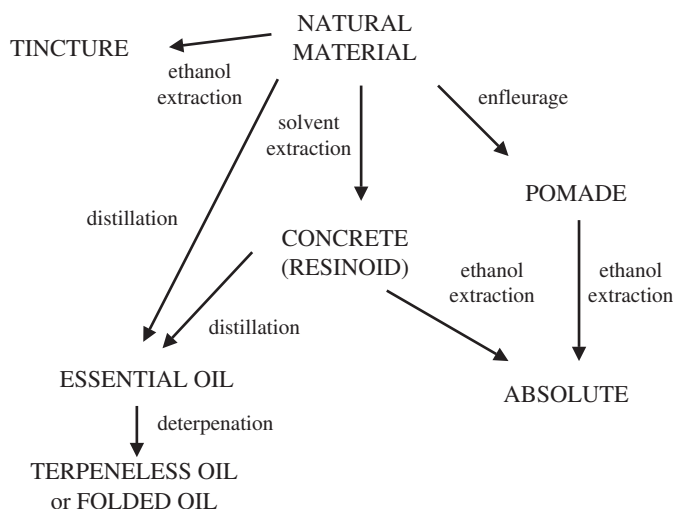 NATURAL
MATERIAL
TINCTURE
ethanol
extraction
solvent
extraction
enfleurage
POMADE
distillation
CONCRETE
(RESINOID)
ethanol
extraction
ethanol
extraction
distillation
ESSENTIAL OIL
ABSOLUTE
deterpenation
TERPENELESS OIL
or FOLDED OIL